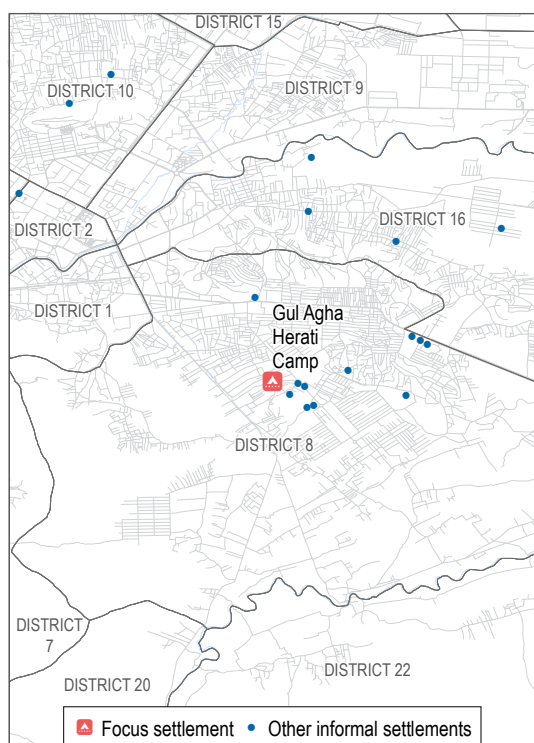 DISTRICT 15
DISTRICT 10
DISTRICT 9
DISTRICT 16
DISTRICT 2
DISTRICT 1
Gul Agha
Herati
Camp
DISTRICT 8
DISTRICT
7
DISTRICT 20
DISTRICT 22
Focus settlement
Other informal settlements